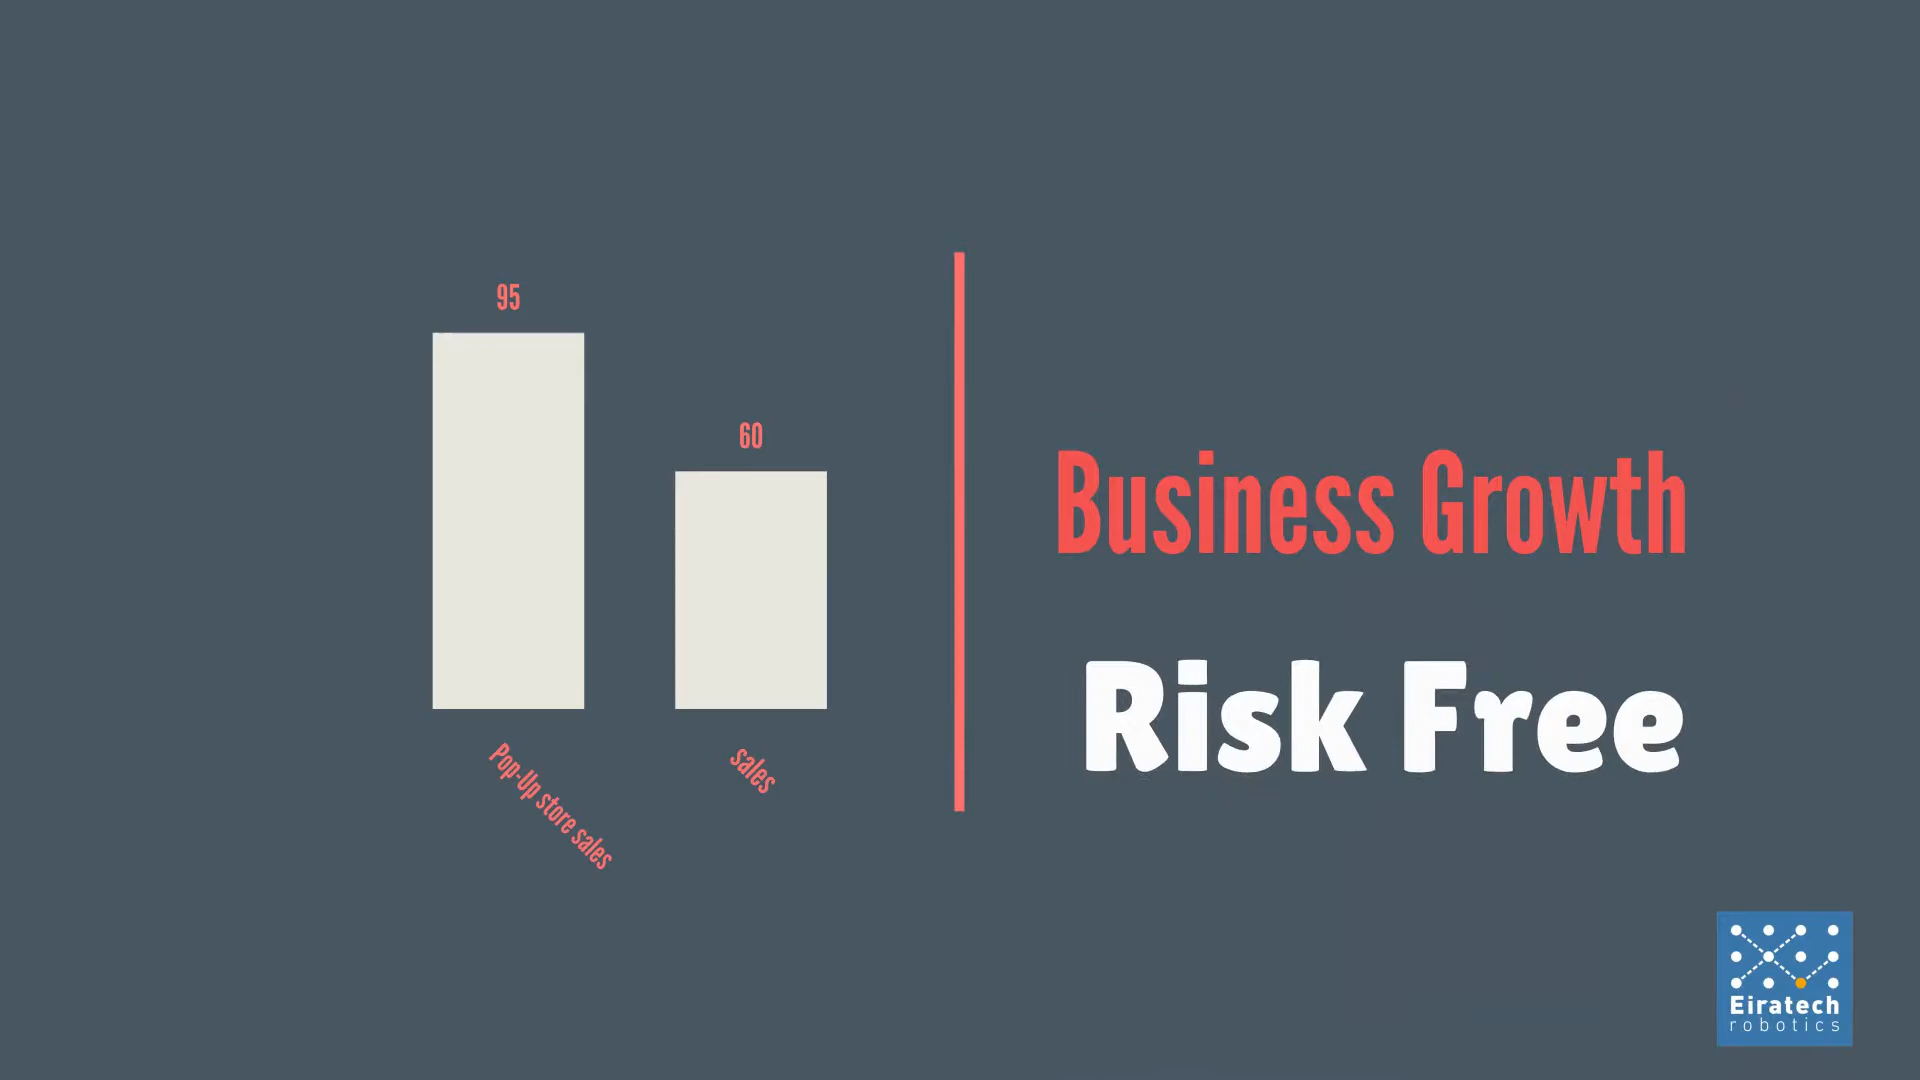 95
60
Pop-Up store sales
sales
Business Growth
Risk Free
Eiratech
robotics